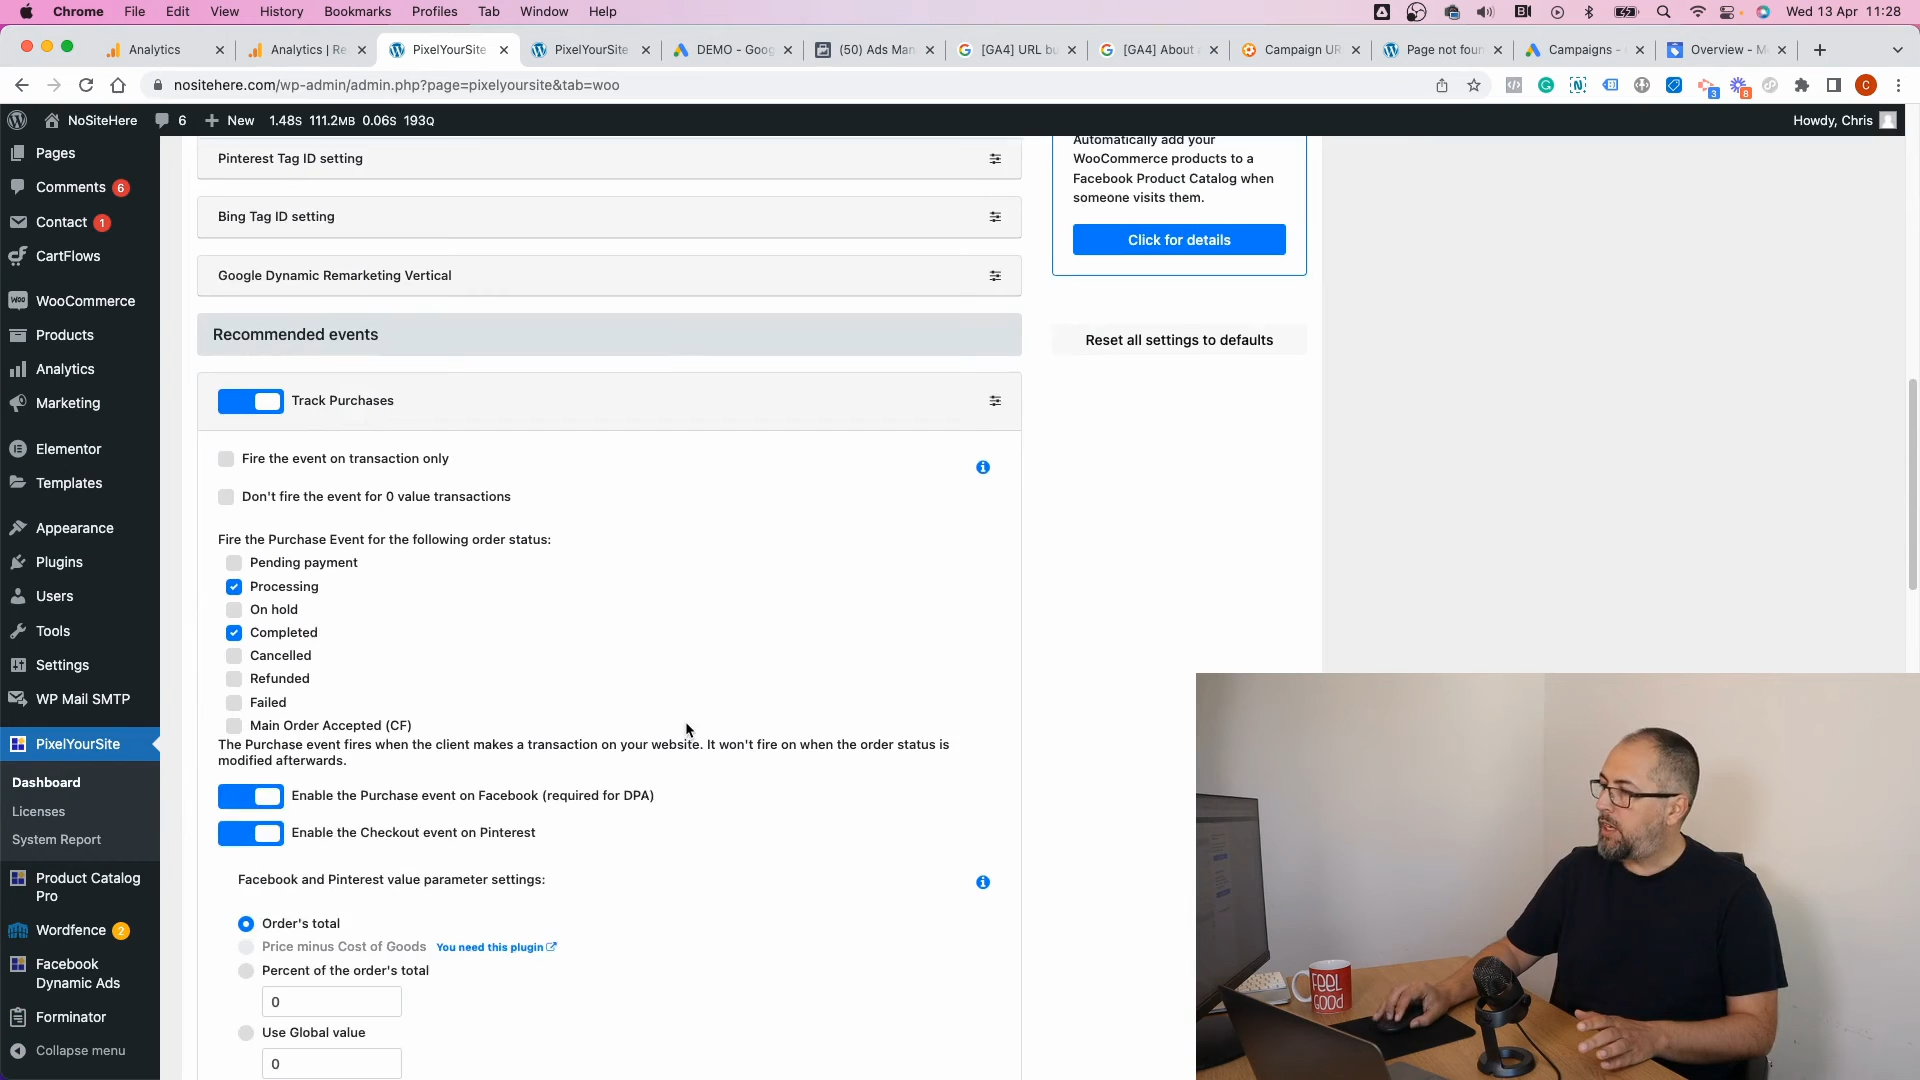 Chrome File Edit View History Bookmarks Profiles Tab Window Help
Wed 13 Apr 11:28
Analytics
Analytics | Re
PixelYourSite
PixelYourSite
DEMO - Goog
(50) Ads Man
[GA4] URL bu
[GA4] About
Campaign UR
Page not foun
Campaigns -
Overview - M
nositehere.com/wp-admin/admin.php?page=pixelyoursite&tab=woo
3
8
C
NoSiteHere 6 New 1.48S 111.2MB 0.06S 193Q
Howdy, Chris
Pages
Comments 6
Contact 1
CartFlows
WooCommerce
Products
Analytics
Marketing
Elementor
Templates
Appearance
Plugins
Users
Tools
Settings
WP Mail SMTP
PixelYourSite
Dashboard
Licenses
System Report
Product Catalog
Pro
Wordfence 2
Facebook
Dynamic Ads
Forminator
Collapse menu
Pinterest Tag ID setting
Bing Tag ID setting
Google Dynamic Remarketing Vertical
Recommended events
Track Purchases
Fire the event on transaction only
Don't fire the event for 0 value transactions
Fire the Purchase Event for the following order status:
Pending payment
Processing
On hold
Completed
Cancelled
Refunded
Failed
Main Order Accepted (CF)
The Purchase event fires when the client makes a transaction on your website. It won't fire on when the order status is
modified afterwards.
Enable the Purchase event on Facebook (required for DPA)
Enable the Checkout event on Pinterest
Facebook and Pinterest value parameter settings:
Order's total
Price minus Cost of Goods You need this plugin
Percent of the order's total
0
Use Global value
0
Automatically add your
WooCommerce products to a
Facebook Product Catalog when
someone visits them.
Click for details
Reset all settings to defaults
FEEL
GOOD